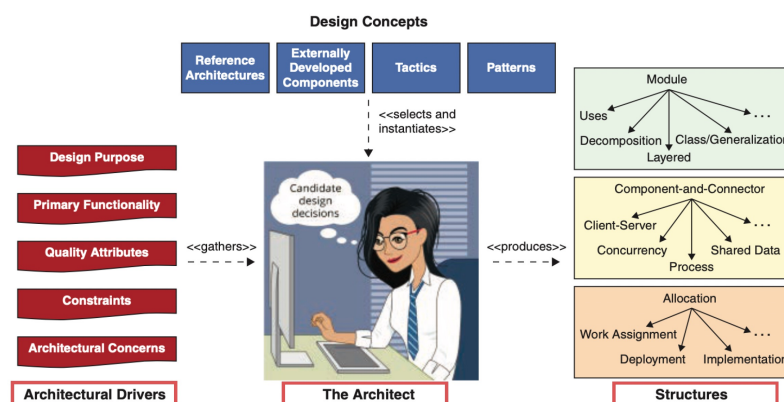 Design Concepts
Reference
Architectures
Externally
Developed
Components
Tactics
Patterns
<<selects and
instantiates>>
Design Purpose
Primary Functionality
Quality Attributes
Constraints
Architectural Concerns
Architectural Drivers
<<gathers>>
Candidate
design
decisions
The Architect
<<produces>>
Module
Uses
...
Decomposition
Class/Generalization
Layered
Component-and-Connector
Client-Server
...
Concurrency
Shared Data
Process
Allocation
Work Assignment
...
Deployment
Implementation
Structures